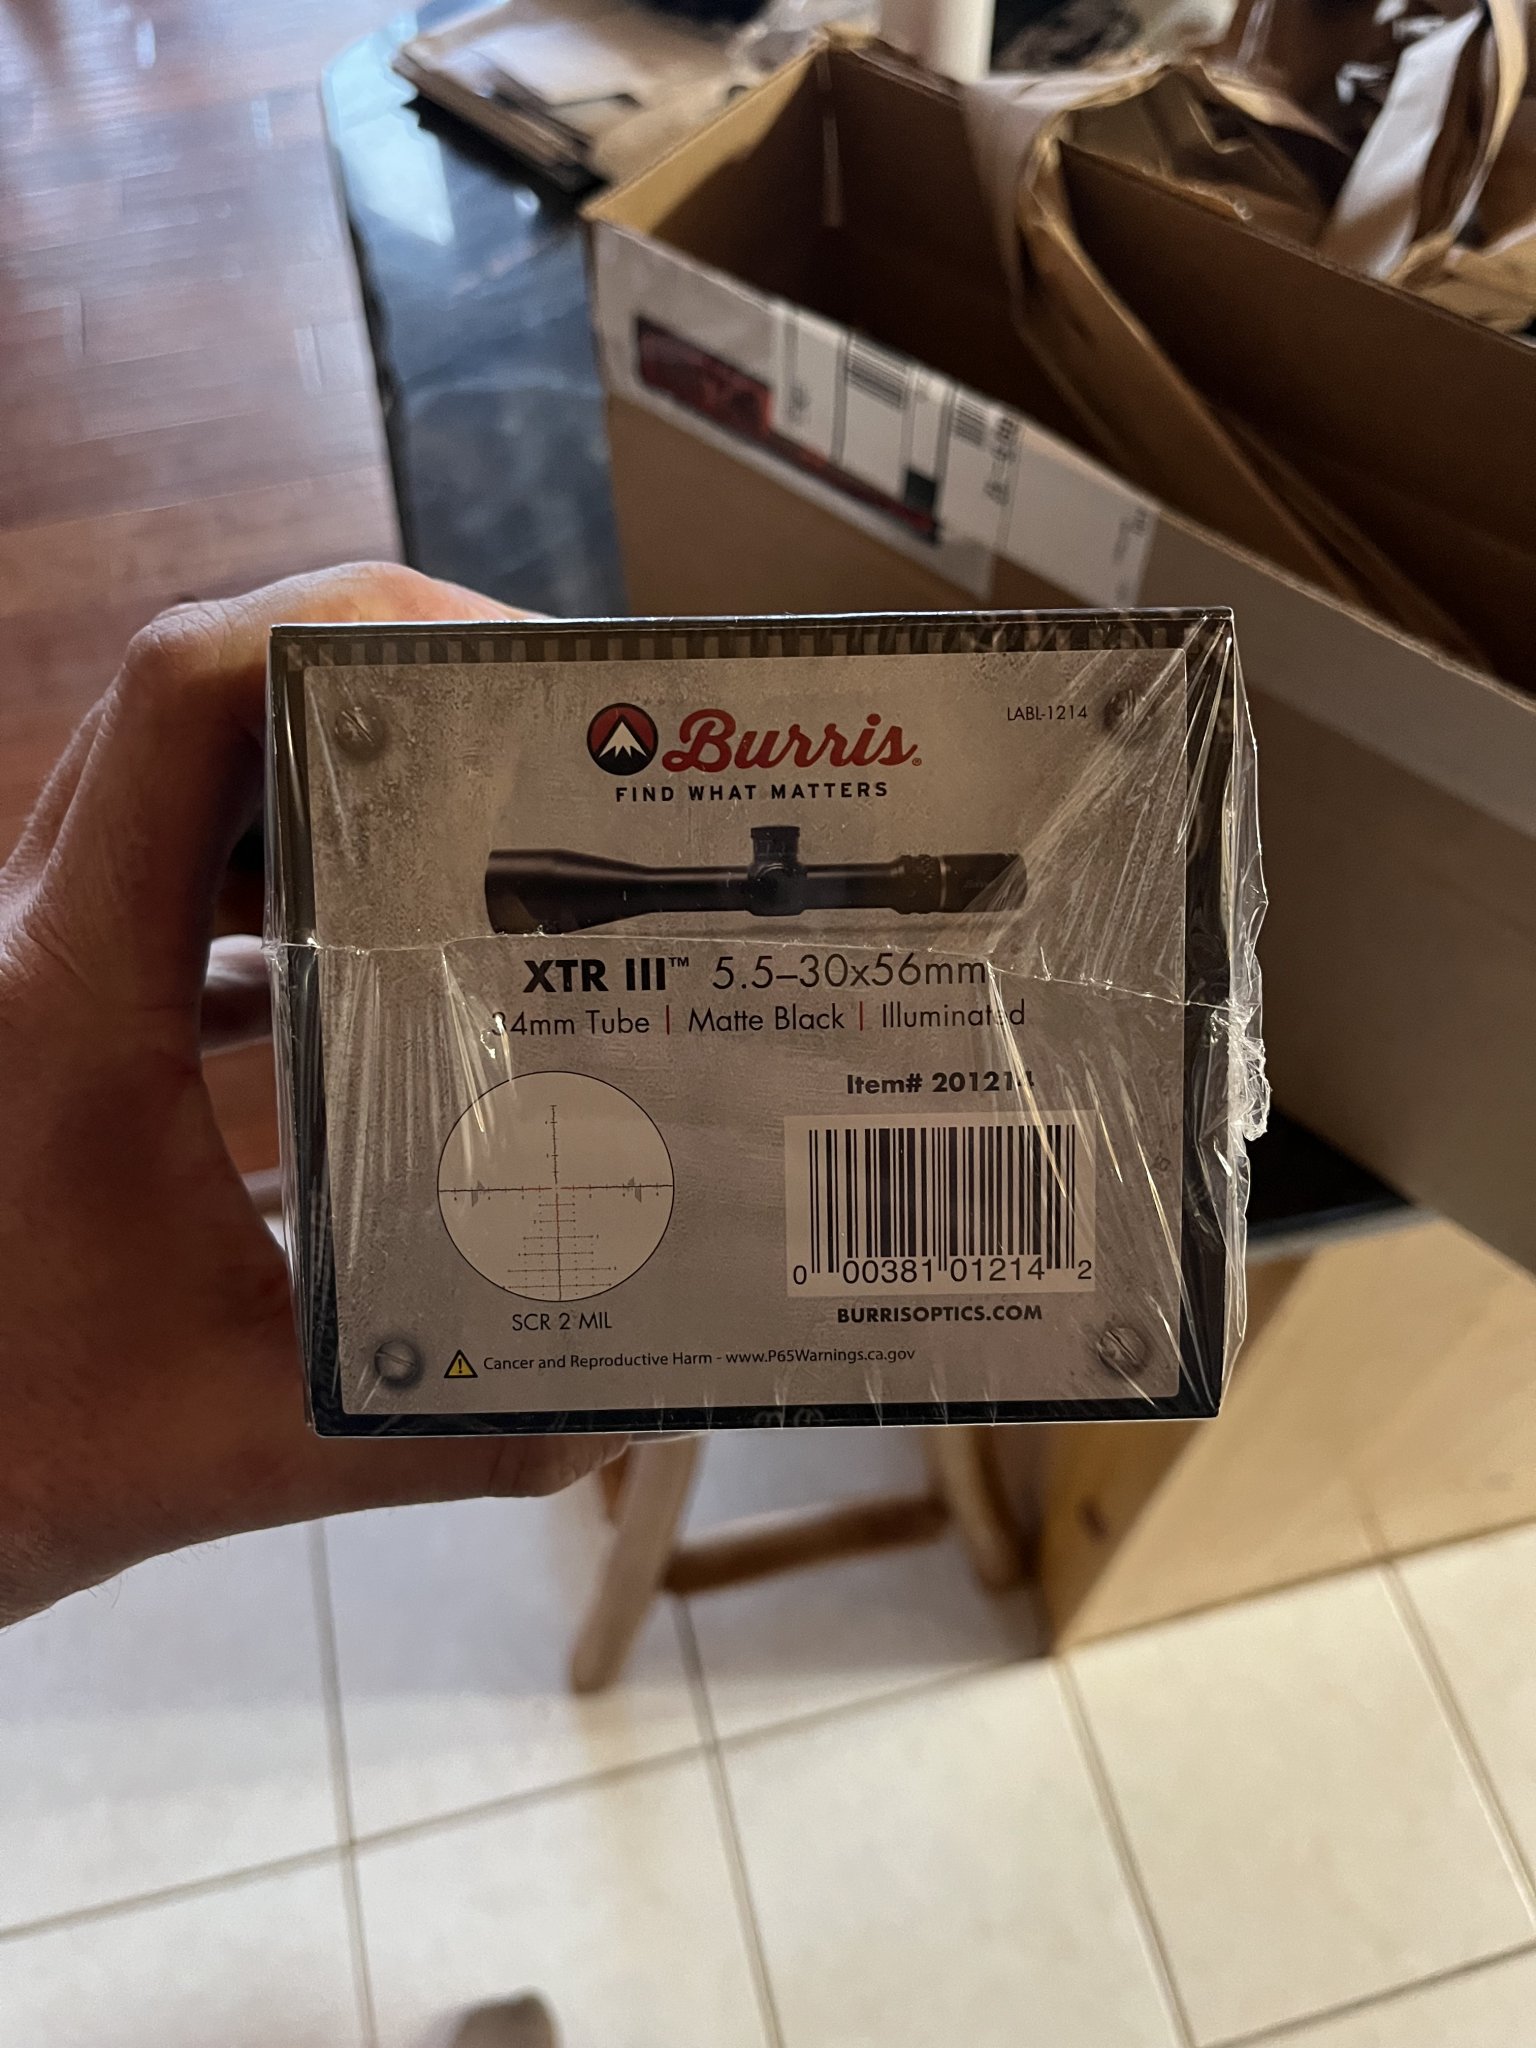 Burris®
LABL-1214
FIND WHAT MATTERS
XTR III™ 5.5–30x56mm
34mm Tube | Matte Black | Illuminated
Item# 201214
0 00381 01214 2
SCR 2 MIL
BURRISOPTICS.COM
Cancer and Reproductive Harm - www.P65Warnings.ca.gov